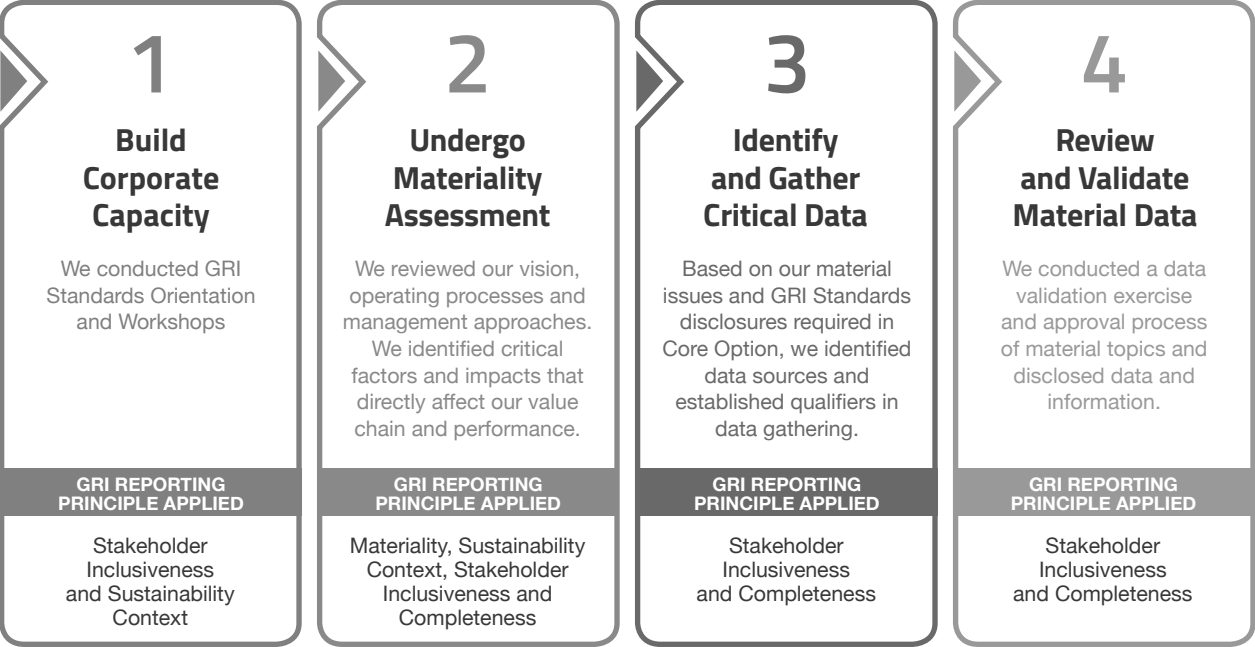 1
Build
Corporate
Capacity
We conducted GRI
Standards Orientation
and Workshops
GRI REPORTING
PRINCIPLE APPLIED
Stakeholder
Inclusiveness
and Sustainability
Context
2
Undergo
Materiality
Assessment
We reviewed our vision,
operating processes and
management approaches.
We identified critical
factors and impacts that
directly affect our value
chain and performance.
GRI REPORTING
PRINCIPLE APPLIED
Materiality, Sustainability
Context, Stakeholder
Inclusiveness and
Completeness
3
Identify
and Gather
Critical Data
Based on our material
issues and GRI Standards
disclosures required in
Core Option, we identified
data sources and
established qualifiers in
data gathering.
GRI REPORTING
PRINCIPLE APPLIED
Stakeholder
Inclusiveness
and Completeness
4
Review
and Validate
Material Data
We conducted a data
validation exercise
and approval process
of material topics and
disclosed data and
information.
GRI REPORTING
PRINCIPLE APPLIED
Stakeholder
Inclusiveness
and Completeness